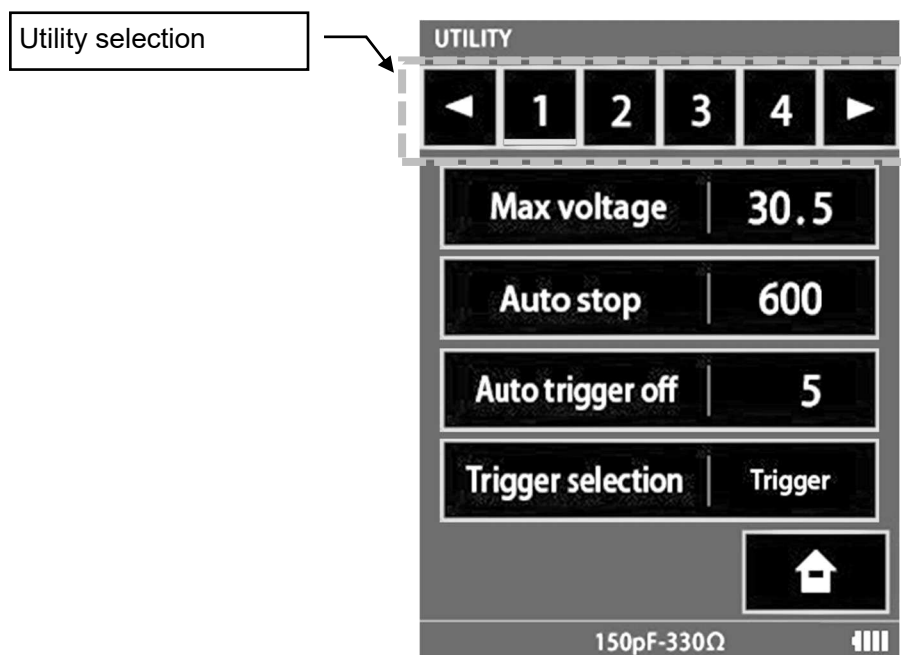 Utility selection
UTILITY
◄ 1 2 3 4 ►
Max voltage 30.5
Auto stop 600
Auto trigger off 5
Trigger selection Trigger
150pF-330Ω